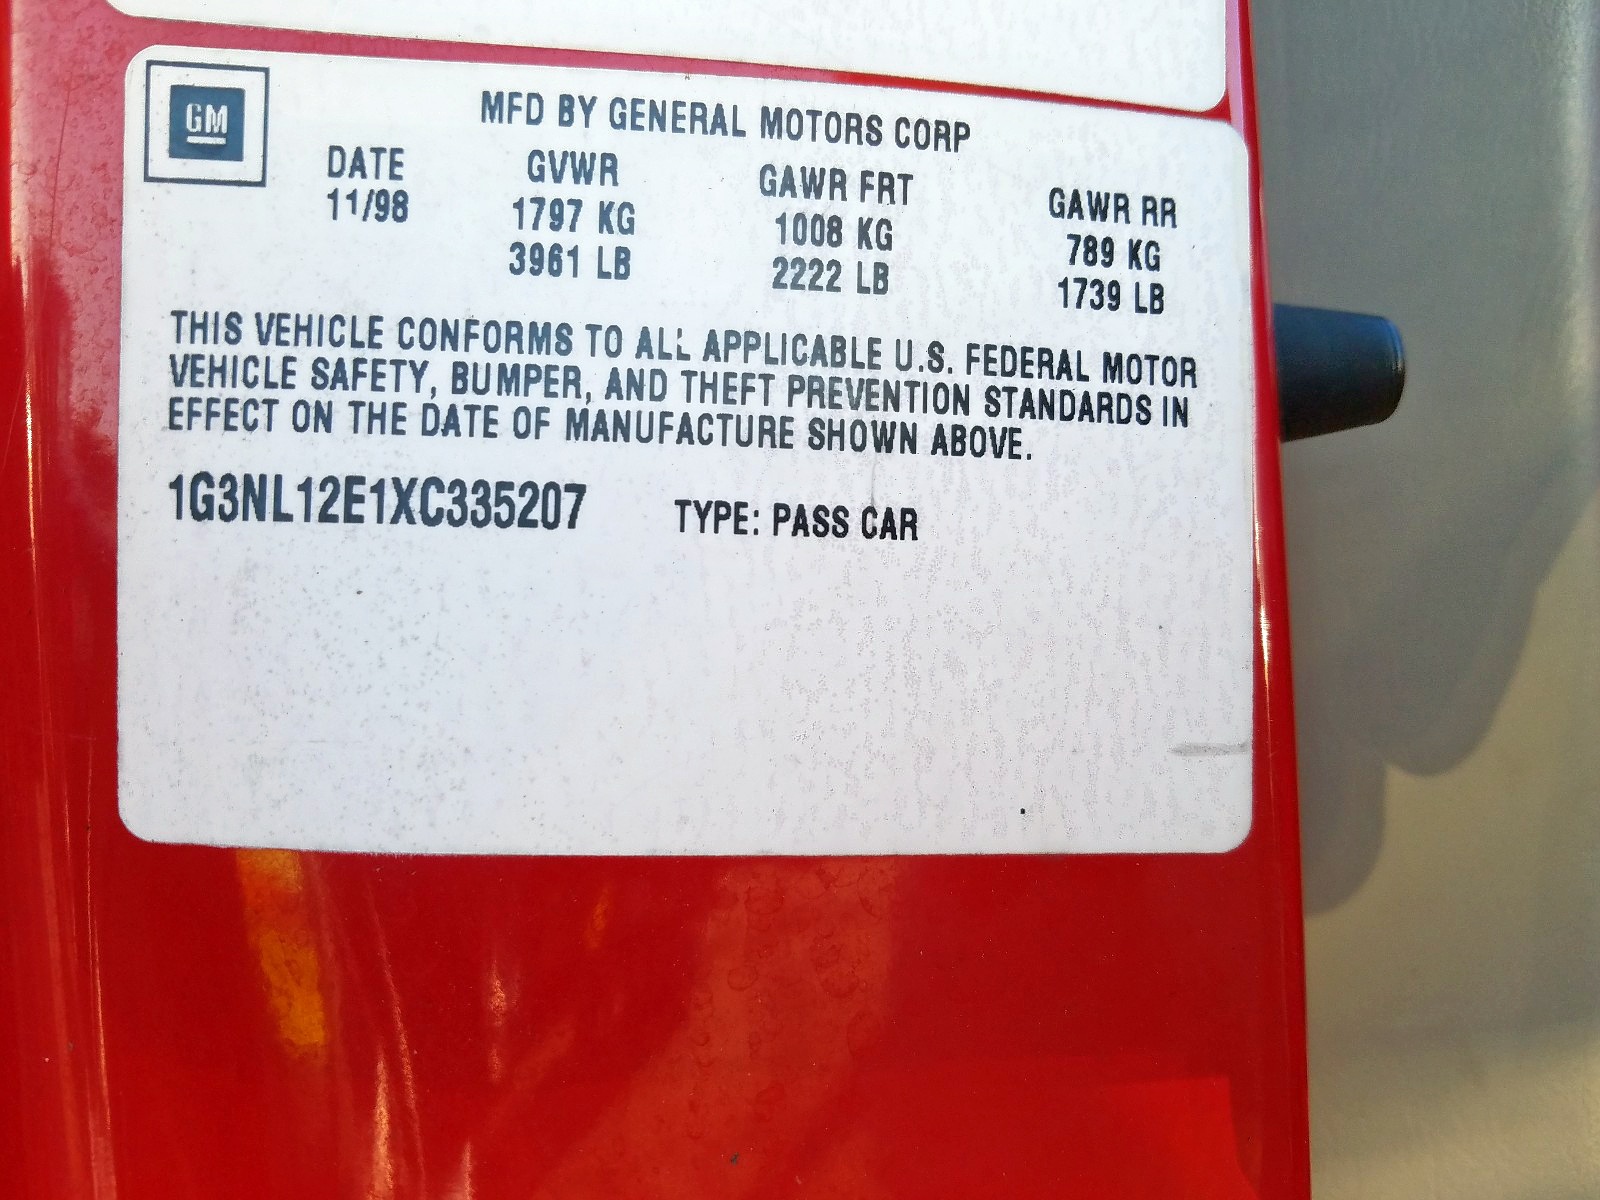 GM
MFD BY GENERAL MOTORS CORP
DATE GVWR GAWR FRT GAWR RR
11/98 1797 KG 1008 KG 789 KG
3961 LB 2222 LB 1739 LB
THIS VEHICLE CONFORMS TO ALL APPLICABLE U.S. FEDERAL MOTOR
VEHICLE SAFETY, BUMPER, AND THEFT PREVENTION STANDARDS IN
EFFECT ON THE DATE OF MANUFACTURE SHOWN ABOVE.
1G3NL12E1XC335207 TYPE: PASS CAR